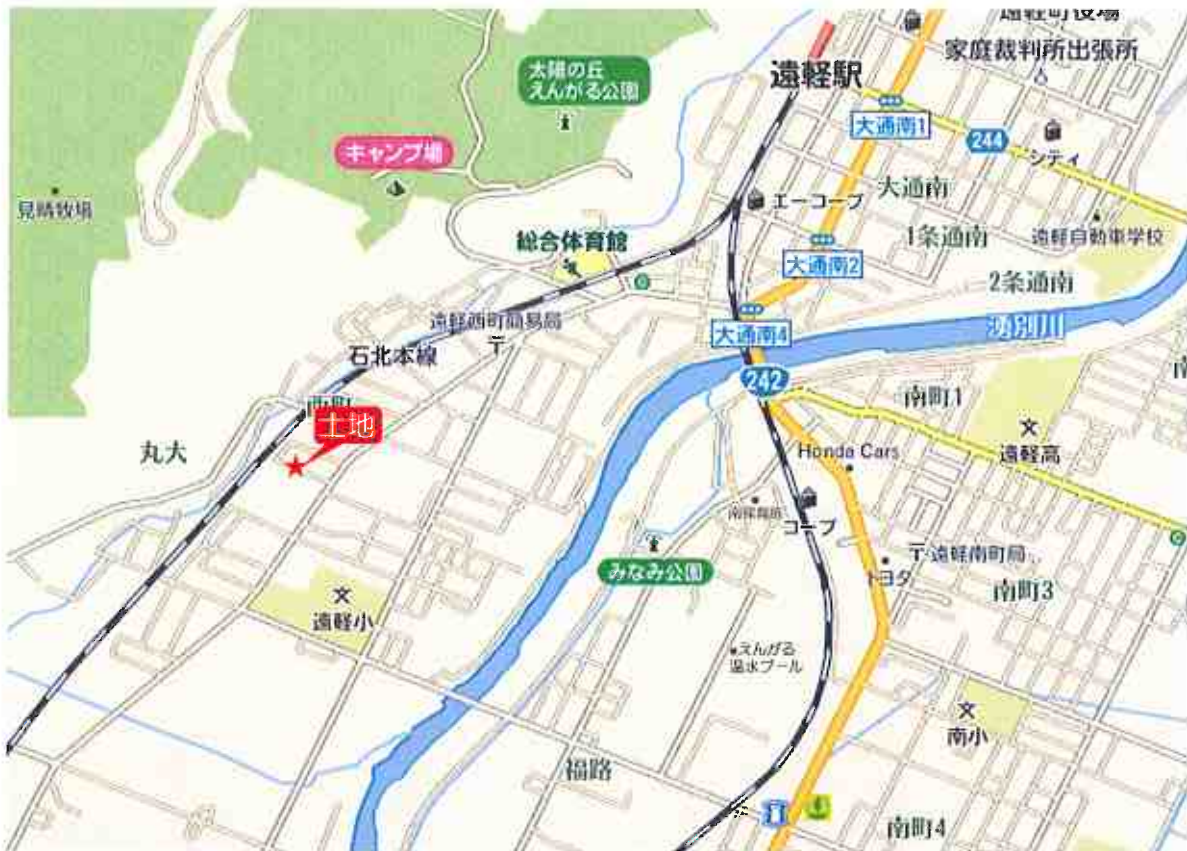 遠軽町役場
家庭裁判所出張所
遠軽駅
太陽の丘
えんがる公園
大通南1
244
シティ
キャンプ場
見晴牧場
大通南
エーコープ
1条通南
遠軽自動車学校
総合体育館
大通南2
2条通南
遠軽西町簡易局
大通南4
湧別川
石北本線
242
南町1
西町
土地
丸大
Honda Cars
遠軽高
コープ
遠軽南町局
みなみ公園
トヨタ
南町3
遠軽小
えんがる
温水プール
南小
福路
南町4